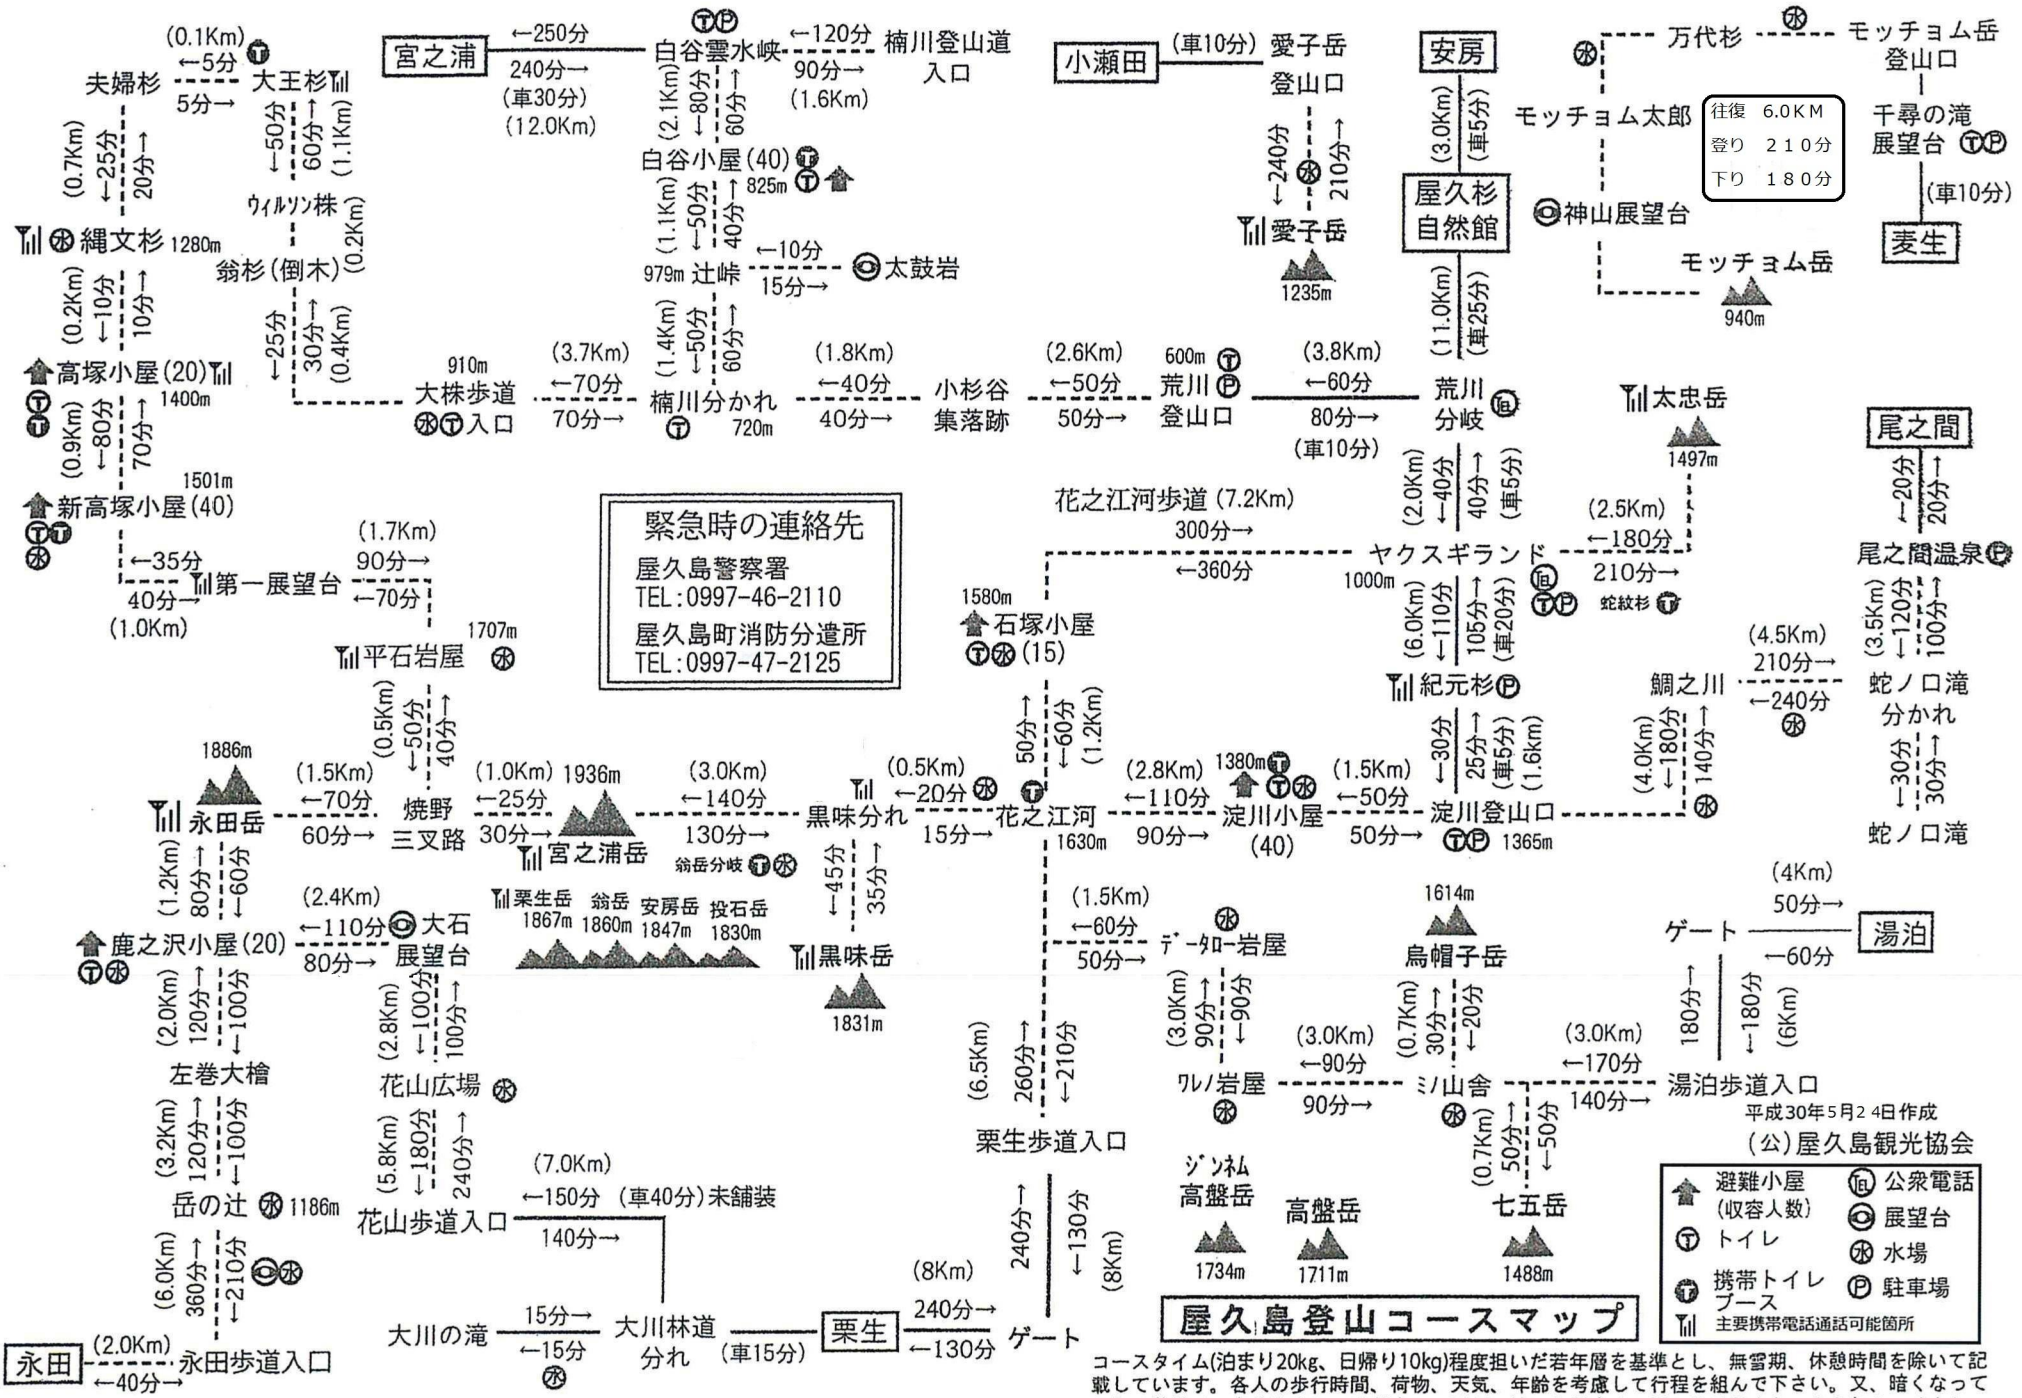 (0.1Km)
←5分
夫婦杉
大王杉
5分→
(0.7Km)
←25分
20分→
←50分
60分→
(1.1Km)
ウィルソン株
(0.2Km)
翁杉(倒木)
←25分
30分→
(0.4Km)
水 縄文杉 1280m
(0.2Km)
←10分
10分→
高塚小屋(20)
1400m
(0.9Km)
←80分
70分→
1501m
新高塚小屋(40)
水
←35分
40分→
(1.0Km)
第一展望台
(1.7Km)
90分→
←70分
1707m
平石岩屋 水
(0.5Km)
←50分
40分→
宮之浦
←250分
240分→
(車30分)
(12.0Km)
T P
白谷雲水峡
←120分
90分→
(1.6Km)
楠川登山道
入口
(2.1Km)
←80分
60分→
白谷小屋(40)
825m
(1.1Km)
←50分
40分→
979m 辻峠
←10分
15分→
太鼓岩
(1.4Km)
←50分
60分→
910m
大株歩道
水 T 入口
(3.7Km)
←70分
70分→
楠川分かれ
T 720m
(1.8Km)
←40分
40分→
小杉谷
集落跡
(2.6Km)
←50分
50分→
600m T
荒川 P
登山口
(3.8Km)
←60分
80分→
(車10分)
荒川
分岐
小瀬田
(車10分)
愛子岳
登山口
←240分
水
210分→
愛子岳
1235m
安房
(3.0Km)
(車5分)
屋久杉
自然館
(11.0Km)
(車25分)
水
万代杉
水
モッチョム岳
登山口
モッチョム太郎
往復 6.0KM
登り 210分
下り 180分
千尋の滝
展望台 T P
(車10分)
麦生
神山展望台
モッチョム岳
940m
緊急時の連絡先
屋久島警察署
TEL:0997-46-2110
屋久島町消防分遣所
TEL:0997-47-2125
花之江河歩道(7.2Km)
300分→
←360分
(2.0Km)
←40分
40分→
(車5分)
太忠岳
1497m
(2.5Km)
←180分
210分→
蛇紋杉
ヤクスギランド
1000m
T P
(6.0Km)
←110分
105分→
(車20分)
紀元杉 P
←30分
25分→
(車5分)
(1.6km)
1580m
石塚小屋
T 水 (15)
50分→
←60分
(1.2Km)
尾之間
←20分
20分→
尾之間温泉 P
(3.5Km)
←120分
100分→
(4.5Km)
210分→
←240分
水
鯛之川
蛇ノ口滝
分かれ
←30分
30分→
蛇ノ口滝
(4.0Km)
←180分
140分→
水
1886m
永田岳
(1.5Km)
←70分
60分→
焼野
三叉路
(1.0Km)
←25分
30分→
1936m
宮之浦岳
(3.0Km)
←140分
130分→
翁岳分岐 T 水
黒味分れ
(0.5Km)
←20分
15分→
水
花之江河
1630m
(2.8Km)
←110分
90分→
1380m
T 水
淀川小屋
(40)
(1.5Km)
←50分
50分→
淀川登山口
T P 1365m
栗生岳
1867m
翁岳
1860m
安房岳
1847m
投石岳
1830m
←45分
35分→
黒味岳
1831m
(1.2Km)
80分→
←60分
鹿之沢小屋(20)
T 水
(2.4Km)
←110分
80分→
大石
展望台
(2.0Km)
120分→
←100分
左巻大檜
(3.2Km)
120分→
←100分
岳の辻 水 1186m
(6.0Km)
360分→
←210分
水
永田
(2.0Km)
←40分
永田歩道入口
(2.8Km)
←100分
100分→
花山広場 水
(5.8Km)
←180分
240分→
花山歩道入口
(7.0Km)
←150分 (車40分)未舗装
140分→
大川の滝
15分→
←15分
水
大川林道
分れ
(車15分)
栗生
(8Km)
240分→
←130分
ゲート
(6.5Km)
260分→
←210分
栗生歩道入口
240分→
←130分
(8Km)
(1.5Km)
←60分
50分→
水
データロー岩屋
(3.0Km)
90分→
←90分
ワレノ岩屋
水
(3.0Km)
←90分
90分→
1614m
烏帽子岳
(0.7Km)
30分→
←20分
ミノ山舎
水
(3.0Km)
←170分
140分→
湯泊歩道入口
(0.7Km)
50分→
←50分
七五岳
1488m
(4Km)
50分→
←60分
ゲート
湯泊
180分→
←180分
(6Km)
ジンネム
高盤岳
1734m
高盤岳
1711m
平成30年5月24日作成
(公)屋久島観光協会
避難小屋
(収容人数)
トイレ
携帯トイレ
ブース
主要携帯電話通話可能箇所
公衆電話
展望台
水場
駐車場
屋久島登山コースマップ
コースタイム(泊まり20kg、日帰り10kg)程度担いだ若年層を基準とし、無雪期、休憩時間を除いて記
載しています。各人の歩行時間、荷物、天気、年齢を考慮して行程を組んで下さい。又、暗くなって